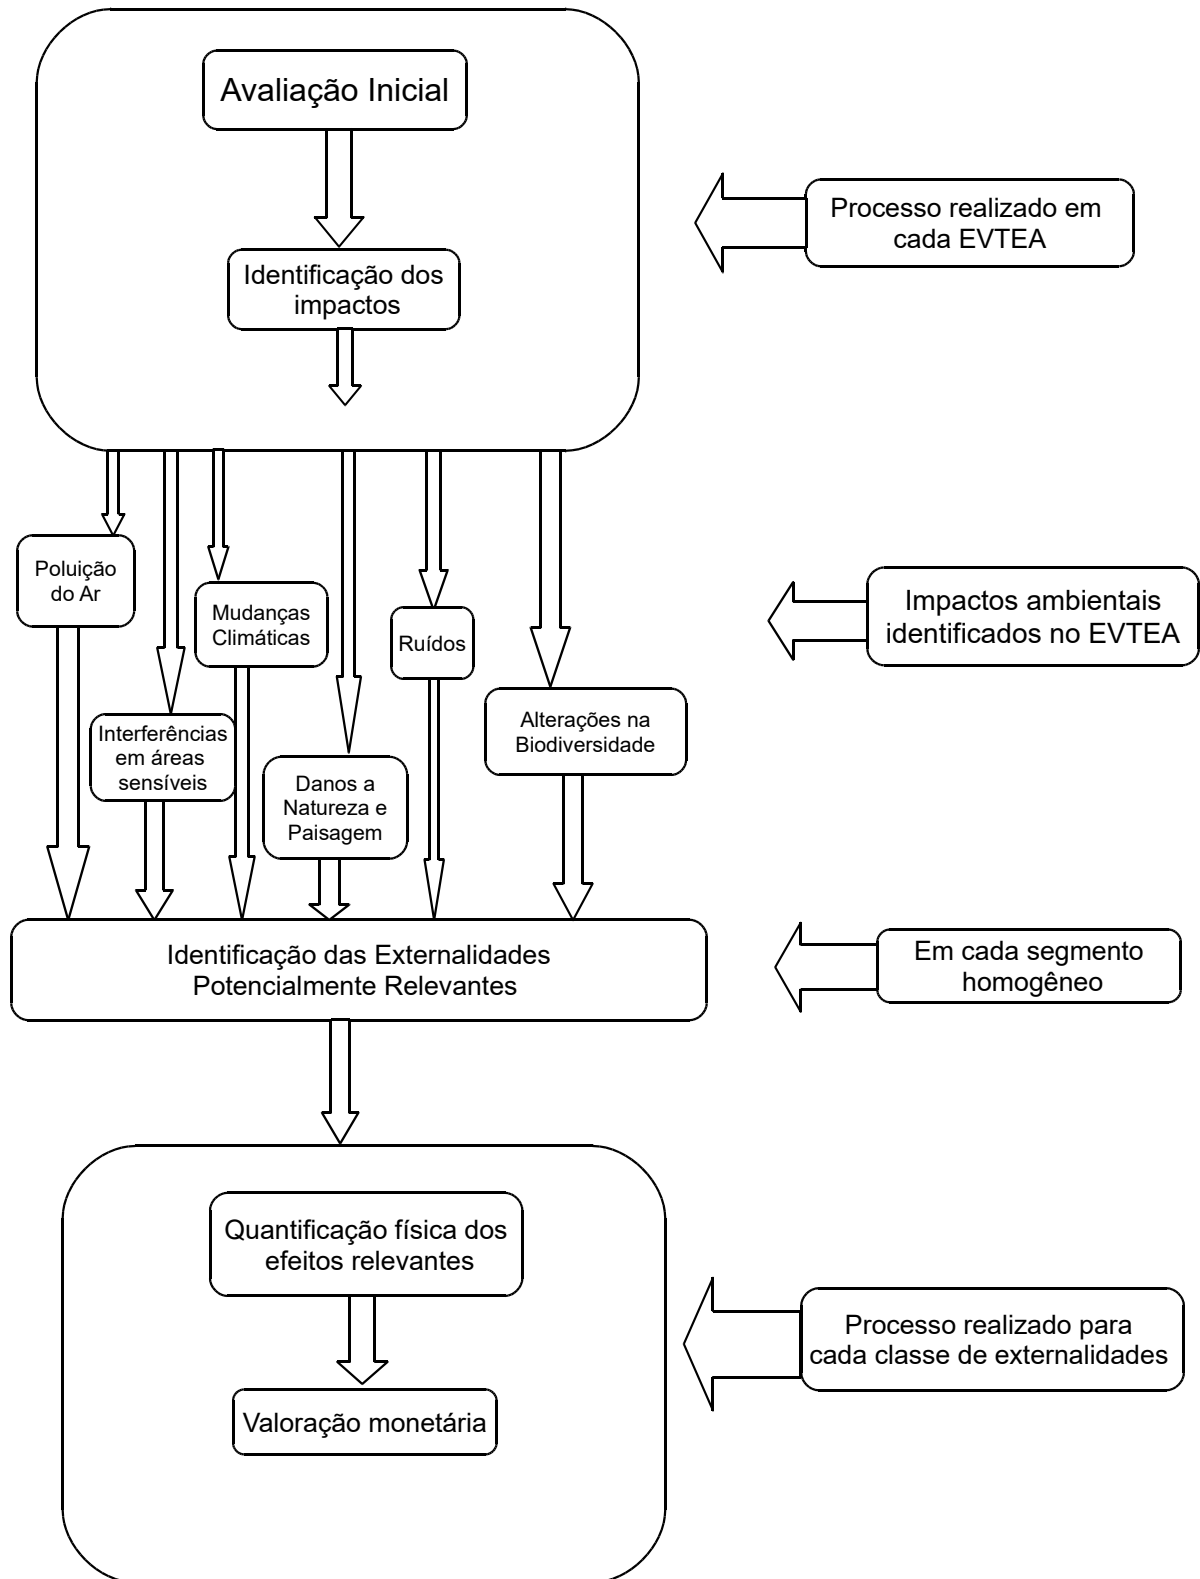 Avaliação Inicial
Processo realizado em
cada EVTEA
Identificação dos
impactos
Poluição
do Ar
Mudanças
Climáticas
Ruídos
Impactos ambientais
identificados no EVTEA
Interferências
em áreas
sensíveis
Danos a
Natureza e
Paisagem
Alterações na
Biodiversidade
Identificação das Externalidades
Potencialmente Relevantes
Em cada segmento
homogêneo
Quantificação física dos
efeitos relevantes
Processo realizado para
cada classe de externalidades
Valoração monetária